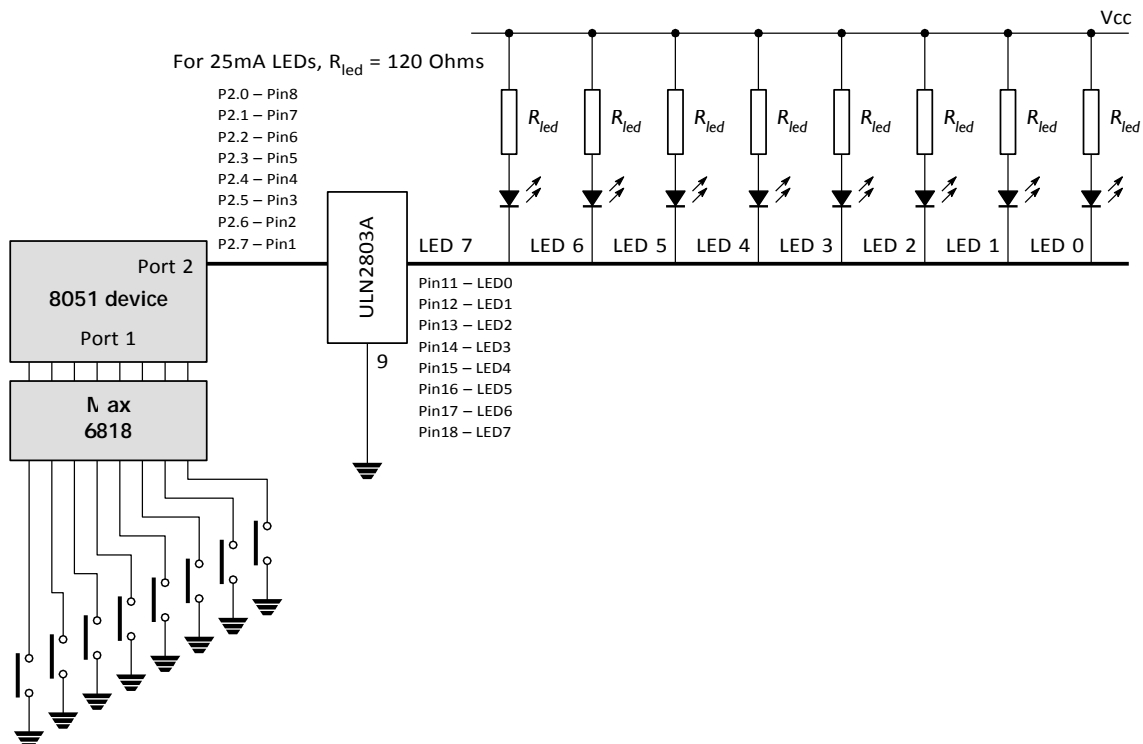 Vcc
For 25mA LEDs, Rled = 120 Ohms
P2.0 – Pin8
P2.1 – Pin7
P2.2 – Pin6
P2.3 – Pin5
P2.4 – Pin4
P2.5 – Pin3
P2.6 – Pin2
P2.7 – Pin1
Rled Rled Rled Rled Rled Rled Rled Rled
LED 7 LED 6 LED 5 LED 4 LED 3 LED 2 LED 1 LED 0
ULN2803A
Port 2
8051 device
Port 1
9
Pin11 – LED0
Pin12 – LED1
Pin13 – LED2
Pin14 – LED3
Pin15 – LED4
Pin16 – LED5
Pin17 – LED6
Pin18 – LED7
Max
6818